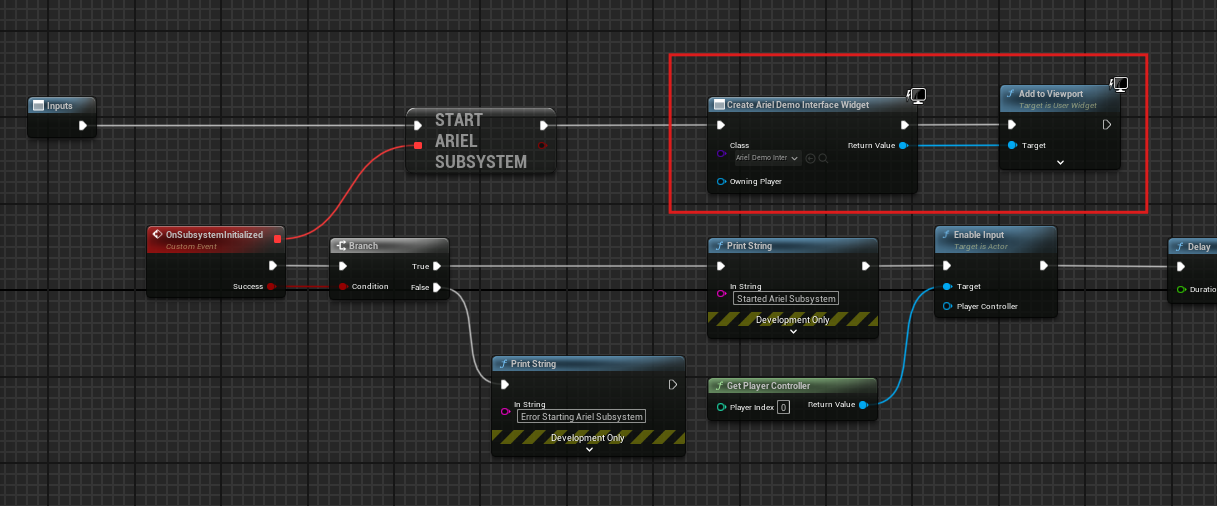 Inputs
START
ARIEL
SUBSYSTEM
Create Ariel Demo Interface Widget
Class
Ariel Demo Inter
Return Value
Owning Player
Add to Viewport
Target is User Widget
Target
OnSubsystemInitialized
Custom Event
Success
Branch
True
Condition
False
Print String
In String
Started Ariel Subsystem
Development Only
Enable Input
Target is Actor
Target
Player Controller
Delay
Duratio
Print String
In String
Error Starting Ariel Subsystem
Development Only
Get Player Controller
Player Index 0
Return Value